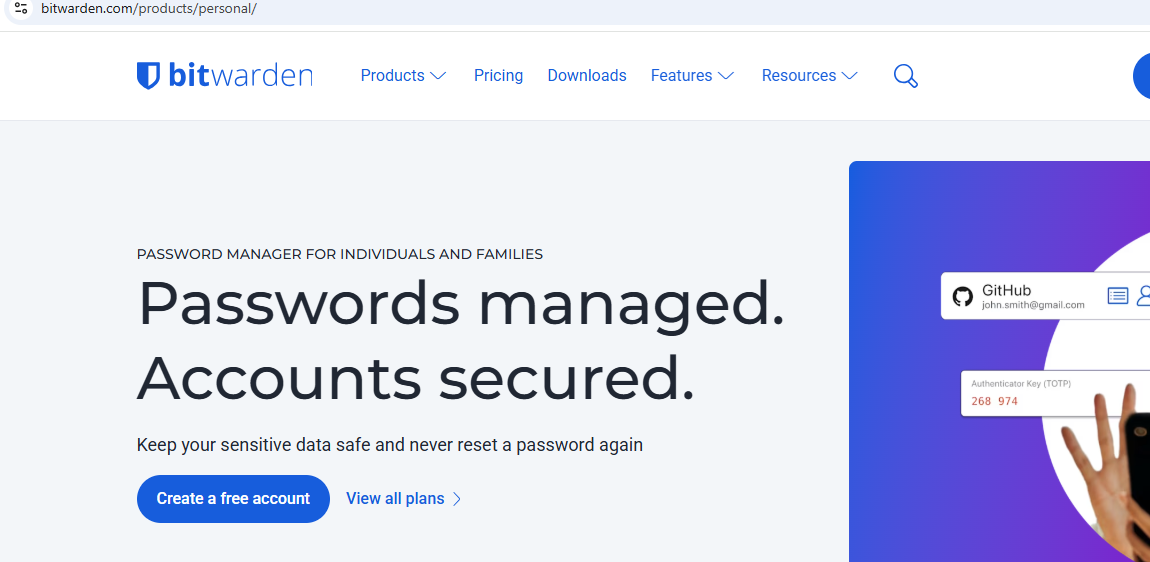 bitwarden.com/products/personal/
bitwarden Products Pricing Downloads Features Resources
PASSWORD MANAGER FOR INDIVIDUALS AND FAMILIES
Passwords managed.
Accounts secured.
Keep your sensitive data safe and never reset a password again
Create a free account View all plans
GitHub
john.smith@gmail.com
Authenticator Key (TOTP)
268 974